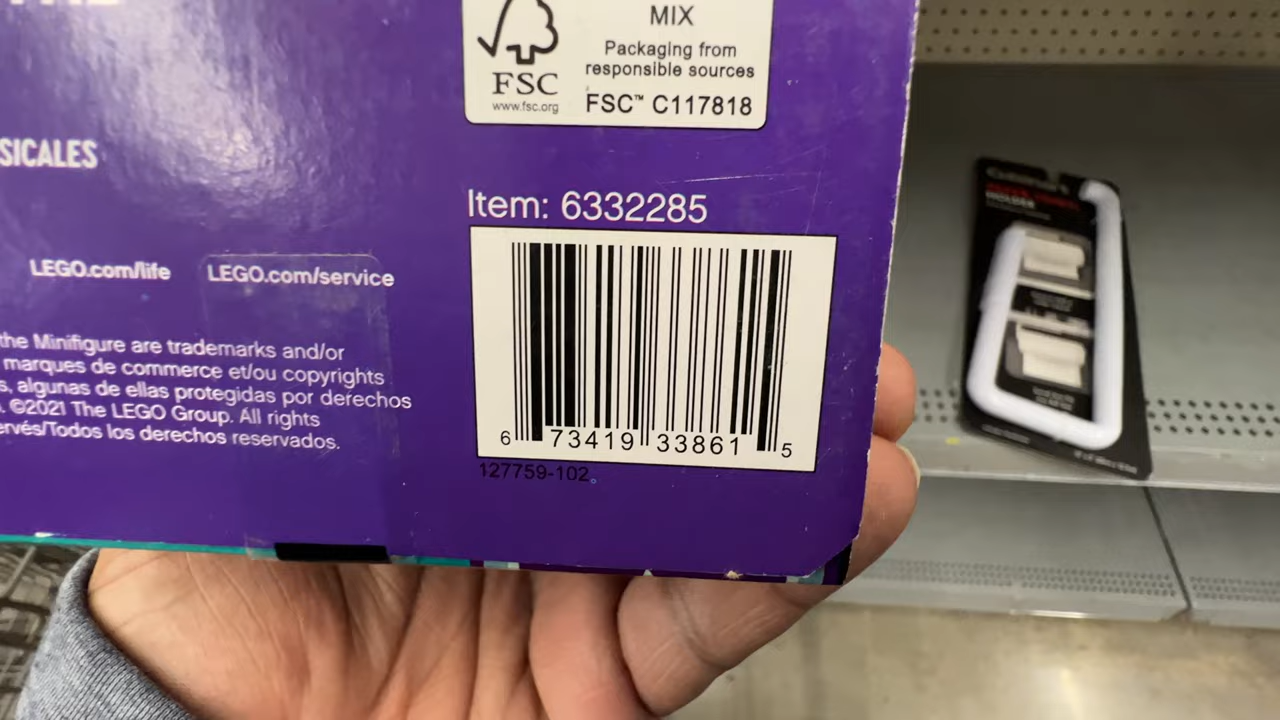 MIX
Packaging from
responsible sources
FSC
www.fsc.org
FSC™ C117818
SICALES
Item: 6332285
LEGO.com/life
LEGO.com/service
the Minifigure are trademarks and/or
marques de commerce et/ou copyrights
s, algunas de ellas protegidas por derechos
. ©2021 The LEGO Group. All rights
ervés/Todos los derechos reservados.
6 73419 33861 5
127759-102
HOLDER